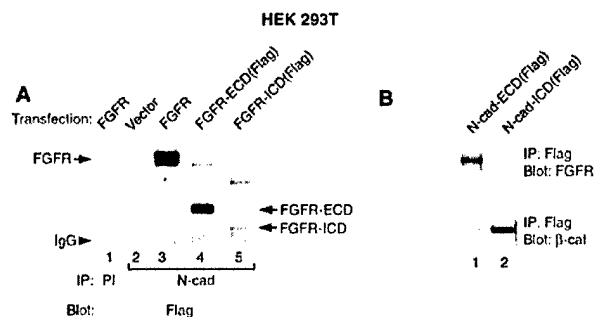 HEK 293T
A
Transfection:
FGFR
Vector
FGFR
FGFR-ECD(Flag)
FGFR-ICD(Flag)
FGFR
IgG
FGFR-ECD
FGFR-ICD
1 2 3 4 5
IP: PI N-cad
Blot: Flag
B
N-cad-ECD(Flag)
N-cad-ICD(Flag)
IP: Flag
Blot: FGFR
IP: Flag
Blot: β-cat
1 2